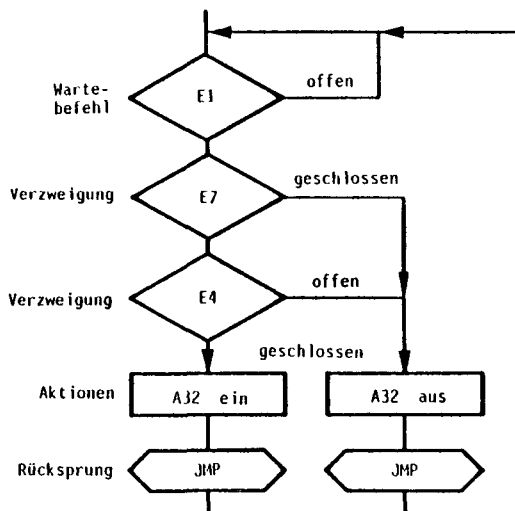 Warte-
befehl
E1
offen
Verzweigung
E7
geschlossen
Verzweigung
E4
offen
geschlossen
Aktionen
A32 ein
A32 aus
Rücksprung
JMP
JMP